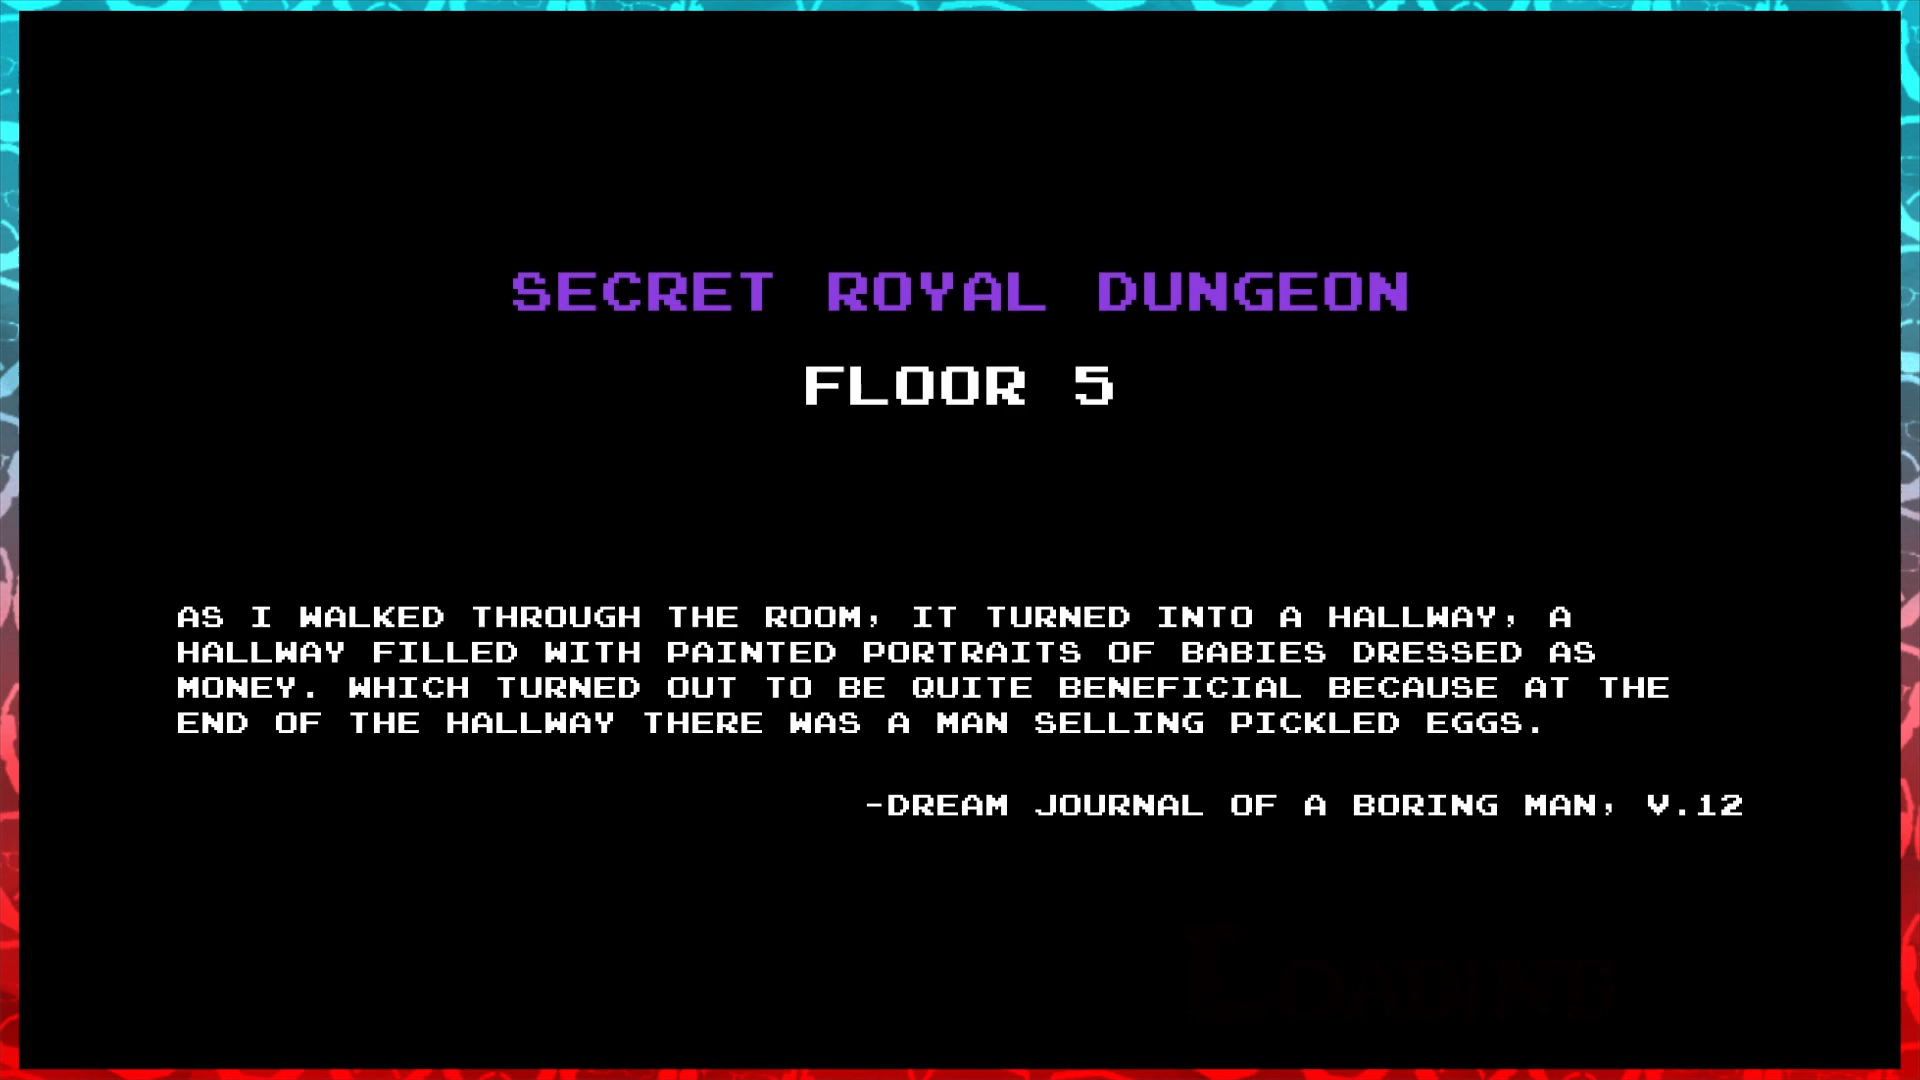 SECRET ROYAL DUNGEON
FLOOR 5
AS I WALKED THROUGH THE ROOM, IT TURNED INTO A HALLWAY, A
HALLWAY FILLED WITH PAINTED PORTRAITS OF BABIES DRESSED AS
MONEY. WHICH TURNED OUT TO BE QUITE BENEFICIAL BECAUSE AT THE
END OF THE HALLWAY THERE WAS A MAN SELLING PICKLED EGGS.
-DREAM JOURNAL OF A BORING MAN, V.12
LOADING